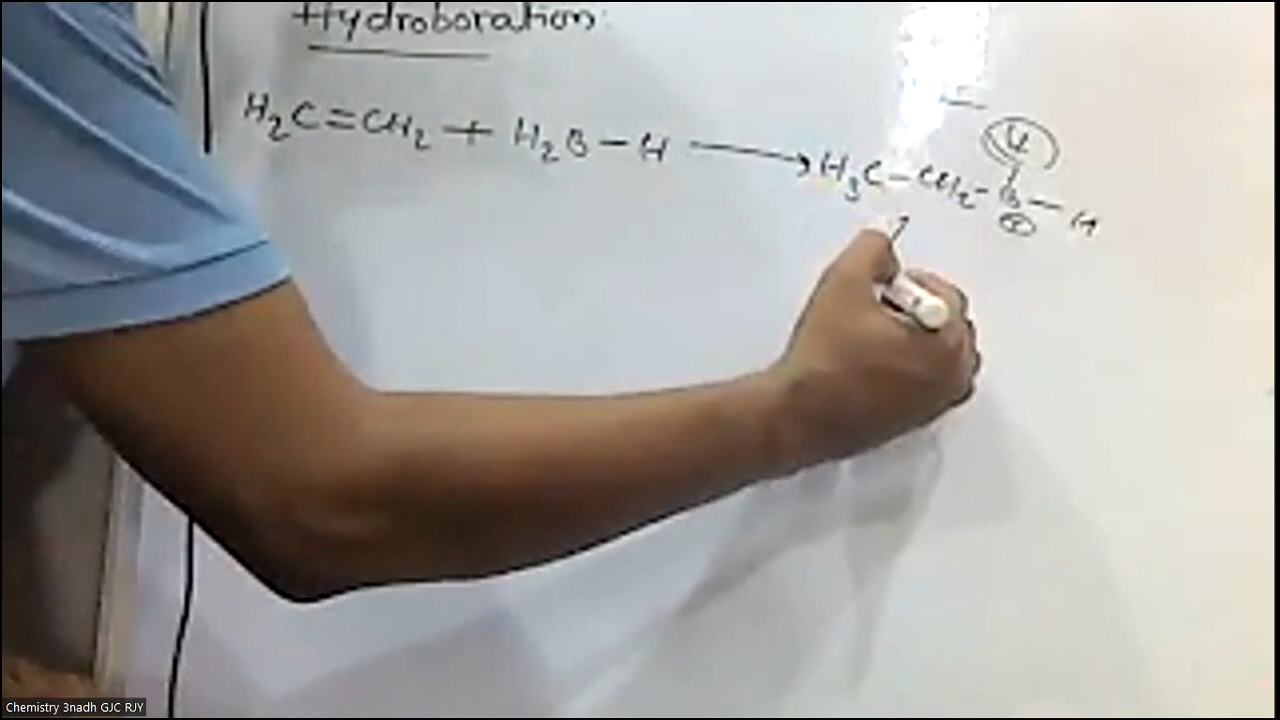 Hydroboration:
H
H₂C=CH₂ + H₂B-H ⟶ H₃C-CH₂-B-H
Chemistry 3nadh GJC RJY